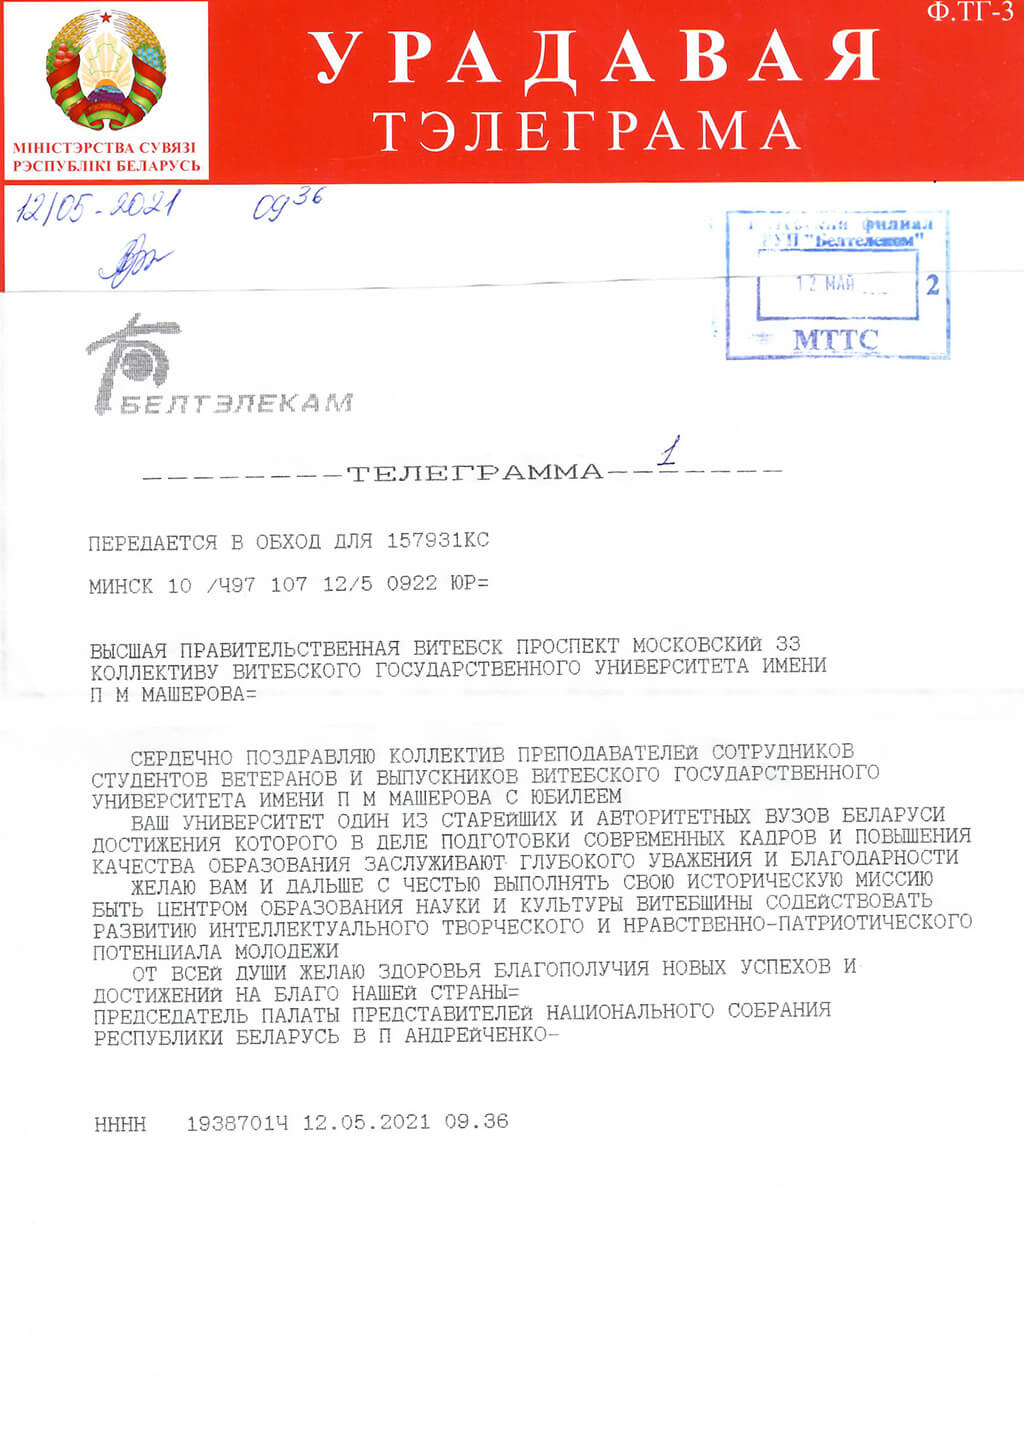 Ф.ТГ-3
УРАДАВАЯ
ТЭЛЕГРАМА
МІНІСТЭРСТВА СУВЯЗІ
РЭСПУБЛІКІ БЕЛАРУСЬ
12/05-2021 09 36
филиал
РУП "Белтелеком"
12 МАЯ
2
МТТС
БЕЛТЭЛЕКАМ
--------ТЕЛЕГРАММА-------
1
ПЕРЕДАЕТСЯ В ОБХОД ДЛЯ 157931КС
МИНСК 10 /Ч97 107 12/5 0922 ЮР=
ВЫСШАЯ ПРАВИТЕЛЬСТВЕННАЯ ВИТЕБСК ПРОСПЕКТ МОСКОВСКИЙ 33
КОЛЛЕКТИВУ ВИТЕБСКОГО ГОСУДАРСТВЕННОГО УНИВЕРСИТЕТА ИМЕНИ
П М МАШЕРОВА=
СЕРДЕЧНО ПОЗДРАВЛЯЮ КОЛЛЕКТИВ ПРЕПОДАВАТЕЛЕЙ СОТРУДНИКОВ
СТУДЕНТОВ ВЕТЕРАНОВ И ВЫПУСКНИКОВ ВИТЕБСКОГО ГОСУДАРСТВЕННОГО
УНИВЕРСИТЕТА ИМЕНИ П М МАШЕРОВА С ЮБИЛЕЕМ
ВАШ УНИВЕРСИТЕТ ОДИН ИЗ СТАРЕЙШИХ И АВТОРИТЕТНЫХ ВУЗОВ БЕЛАРУСИ
ДОСТИЖЕНИЯ КОТОРОГО В ДЕЛЕ ПОДГОТОВКИ СОВРЕМЕННЫХ КАДРОВ И ПОВЫШЕНИЯ
КАЧЕСТВА ОБРАЗОВАНИЯ ЗАСЛУЖИВАЮТ ГЛУБОКОГО УВАЖЕНИЯ И БЛАГОДАРНОСТИ
ЖЕЛАЮ ВАМ И ДАЛЬШЕ С ЧЕСТЬЮ ВЫПОЛНЯТЬ СВОЮ ИСТОРИЧЕСКУЮ МИССИЮ
БЫТЬ ЦЕНТРОМ ОБРАЗОВАНИЯ НАУКИ И КУЛЬТУРЫ ВИТЕБЩИНЫ СОДЕЙСТВОВАТЬ
РАЗВИТИЮ ИНТЕЛЛЕКТУАЛЬНОГО ТВОРЧЕСКОГО И НРАВСТВЕННО-ПАТРИОТИЧЕСКОГО
ПОТЕНЦИАЛА МОЛОДЕЖИ
ОТ ВСЕЙ ДУШИ ЖЕЛАЮ ЗДОРОВЬЯ БЛАГОПОЛУЧИЯ НОВЫХ УСПЕХОВ И
ДОСТИЖЕНИЙ НА БЛАГО НАШЕЙ СТРАНЫ=
ПРЕДСЕДАТЕЛЬ ПАЛАТЫ ПРЕДСТАВИТЕЛЕЙ НАЦИОНАЛЬНОГО СОБРАНИЯ
РЕСПУБЛИКИ БЕЛАРУСЬ В П АНДРЕЙЧЕНКО-
НННН 1938701Ч 12.05.2021 09.36